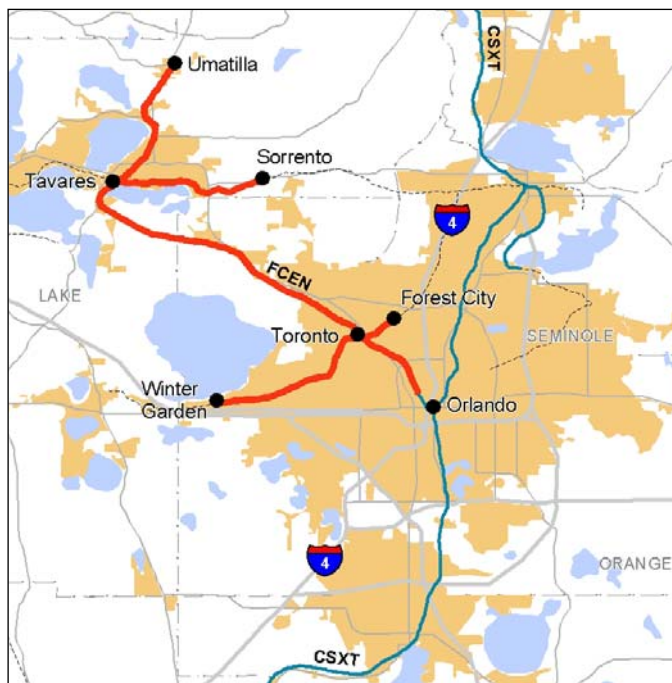 CSXT
Umatilla
Sorrento
Tavares
4
FCEN
LAKE
Forest City
Toronto
SEMINOLE
Winter
Garden
Orlando
4
ORANGE
CSXT